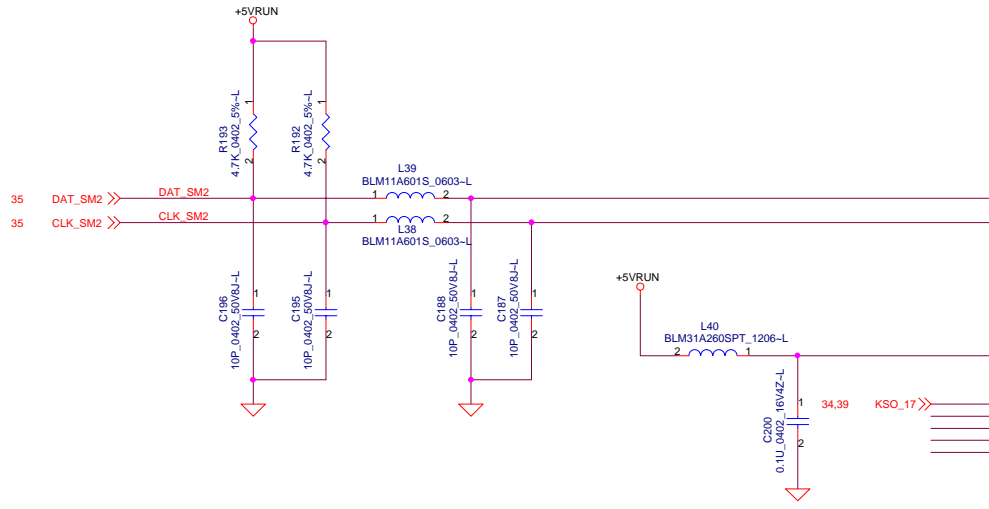 +5VRUN
1
1
R193
4.7K_0402_5%~L
R192
4.7K_0402_5%~L
2
2
L39
BLM11A601S_0603~L
35 DAT_SM2 DAT_SM2 1 2
35 CLK_SM2 CLK_SM2 1 2
L38
BLM11A601S_0603~L
+5VRUN
1
1
1
1
C196
10P_0402_50V8J~L
C195
10P_0402_50V8J~L
C188
10P_0402_50V8J~L
C187
10P_0402_50V8J~L
2
2
2
2
L40
BLM31A260SPT_1206~L
2 1
1
C200
0.1U_0402_16V4Z~L
2
34,39 KSO_17